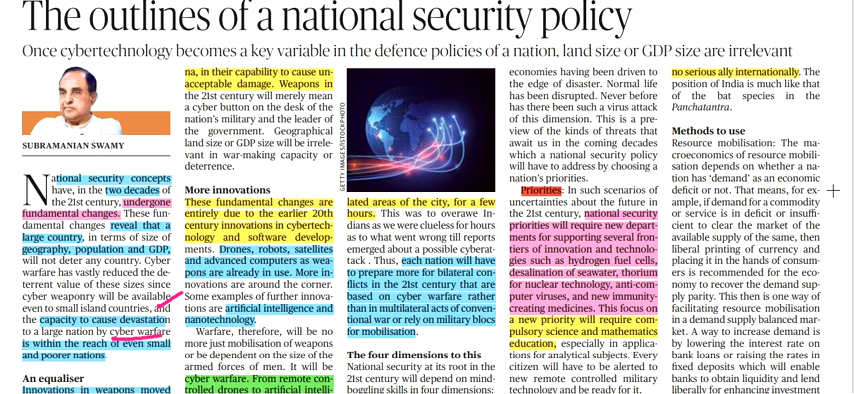 The outlines of a national security policy
Once cybertechnology becomes a key variable in the defence policies of a nation, land size or GDP size are irrelevant
SUBRAMANIAN SWAMY
National security concepts
have, in the two decades of
the 21st century, undergone
fundamental changes. These fun-
damental changes reveal that a
large country, in terms of size of
geography, population and GDP,
will not deter any country. Cyber
warfare has vastly reduced the de-
terrent value of these sizes since
cyber weaponry will be available
even to small island countries, and
the capacity to cause devastation
to a large nation by cyber warfare
is within the reach of even small
and poorer nations.
An equaliser
Innovations in weapons moved
na, in their capability to cause un-
acceptable damage. Weapons in
the 21st century will merely mean
a cyber button on the desk of the
nation's military and the leader of
the government. Geographical
land size or GDP size will be irrele-
vant in war-making capacity or
deterrence.
More innovations
These fundamental changes are
entirely due to the earlier 20th
century innovations in cybertech-
nology and software develop-
ments. Drones, robots, satellites
and advanced computers as wea-
pons are already in use. More in-
novations are around the corner.
Some examples of further innova-
tions are artificial intelligence and
nanotechnology.
Warfare, therefore, will be no
more just mobilisation of weapons
or be dependent on the size of the
armed forces of men. It will be
cyber warfare. From remote con-
trolled drones to artificial intelli-
GETTY IMAGES/ISTOCKPHOTO
lated areas of the city, for a few
hours. This was to overawe In-
dians as we were clueless for hours
as to what went wrong till reports
emerged about a possible cyberat-
tack . Thus, each nation will have
to prepare more for bilateral con-
flicts in the 21st century that are
based on cyber warfare rather
than in multilateral acts of conven-
tional war or rely on military blocs
for mobilisation.
The four dimensions to this
National security at its root in the
21st century will depend on mind-
boggling skills in four dimensions:
economies having been driven to
the edge of disaster. Normal life
has been disrupted. Never before
has there been such a virus attack
of this dimension. This is a pre-
view of the kinds of threats that
await us in the coming decades
which a national security policy
will have to address by choosing a
nation's priorities.
Priorities: In such scenarios of
uncertainties about the future in
the 21st century, national security
priorities will require new depart-
ments for supporting several fron-
tiers of innovation and technolo-
gies such as hydrogen fuel cells,
desalination of seawater, thorium
for nuclear technology, anti-com-
puter viruses, and new immunity-
creating medicines. This focus on
a new priority will require com-
pulsory science and mathematics
education, especially in applica-
tions for analytical subjects. Every
citizen will have to be alerted to
new remote controlled military
technology and be ready for it.
no serious ally internationally. The
position of India is much like that
of the bat species in the
Panchatantra.
Methods to use
Resource mobilisation: The ma-
croeconomics of resource mobili-
sation depends on whether a na-
tion has 'demand' as an economic
deficit or not. That means, for ex-
ample, if demand for a commodity
or service is in deficit or insuffi-
cient to clear the market of the
available supply of the same, then
liberal printing of currency and
placing it in the hands of consum-
ers is recommended for the eco-
nomy to recover the demand sup-
ply parity. This then is one way of
facilitating resource mobilisation
in a demand supply balanced mar-
ket. A way to increase demand is
by lowering the interest rate on
bank loans or raising the rates in
fixed deposits which will enable
banks to obtain liquidity and lend
liberally for enhancing investment